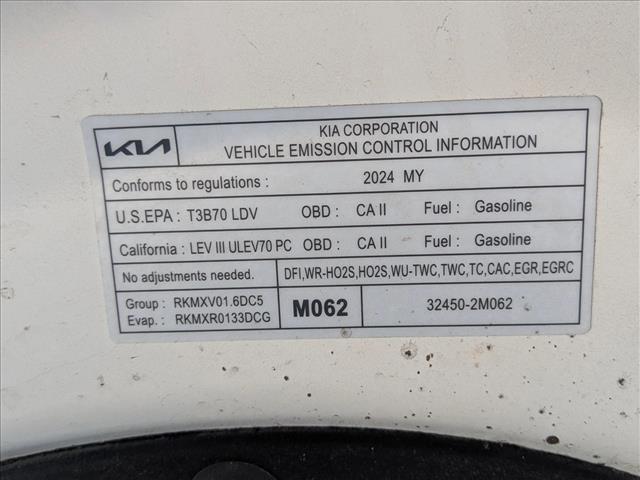 KIA KIA CORPORATION
VEHICLE EMISSION CONTROL INFORMATION
Conforms to regulations : 2024 MY
U.S.EPA : T3B70 LDV OBD : CA II Fuel : Gasoline
California : LEV III ULEV70 PC OBD : CA II Fuel : Gasoline
No adjustments needed. DFI,WR-HO2S,HO2S,WU-TWC,TWC,TC,CAC,EGR,EGRC
Group : RKMXV01.6DC5
Evap. : RKMXR0133DCG
M062 32450-2M062